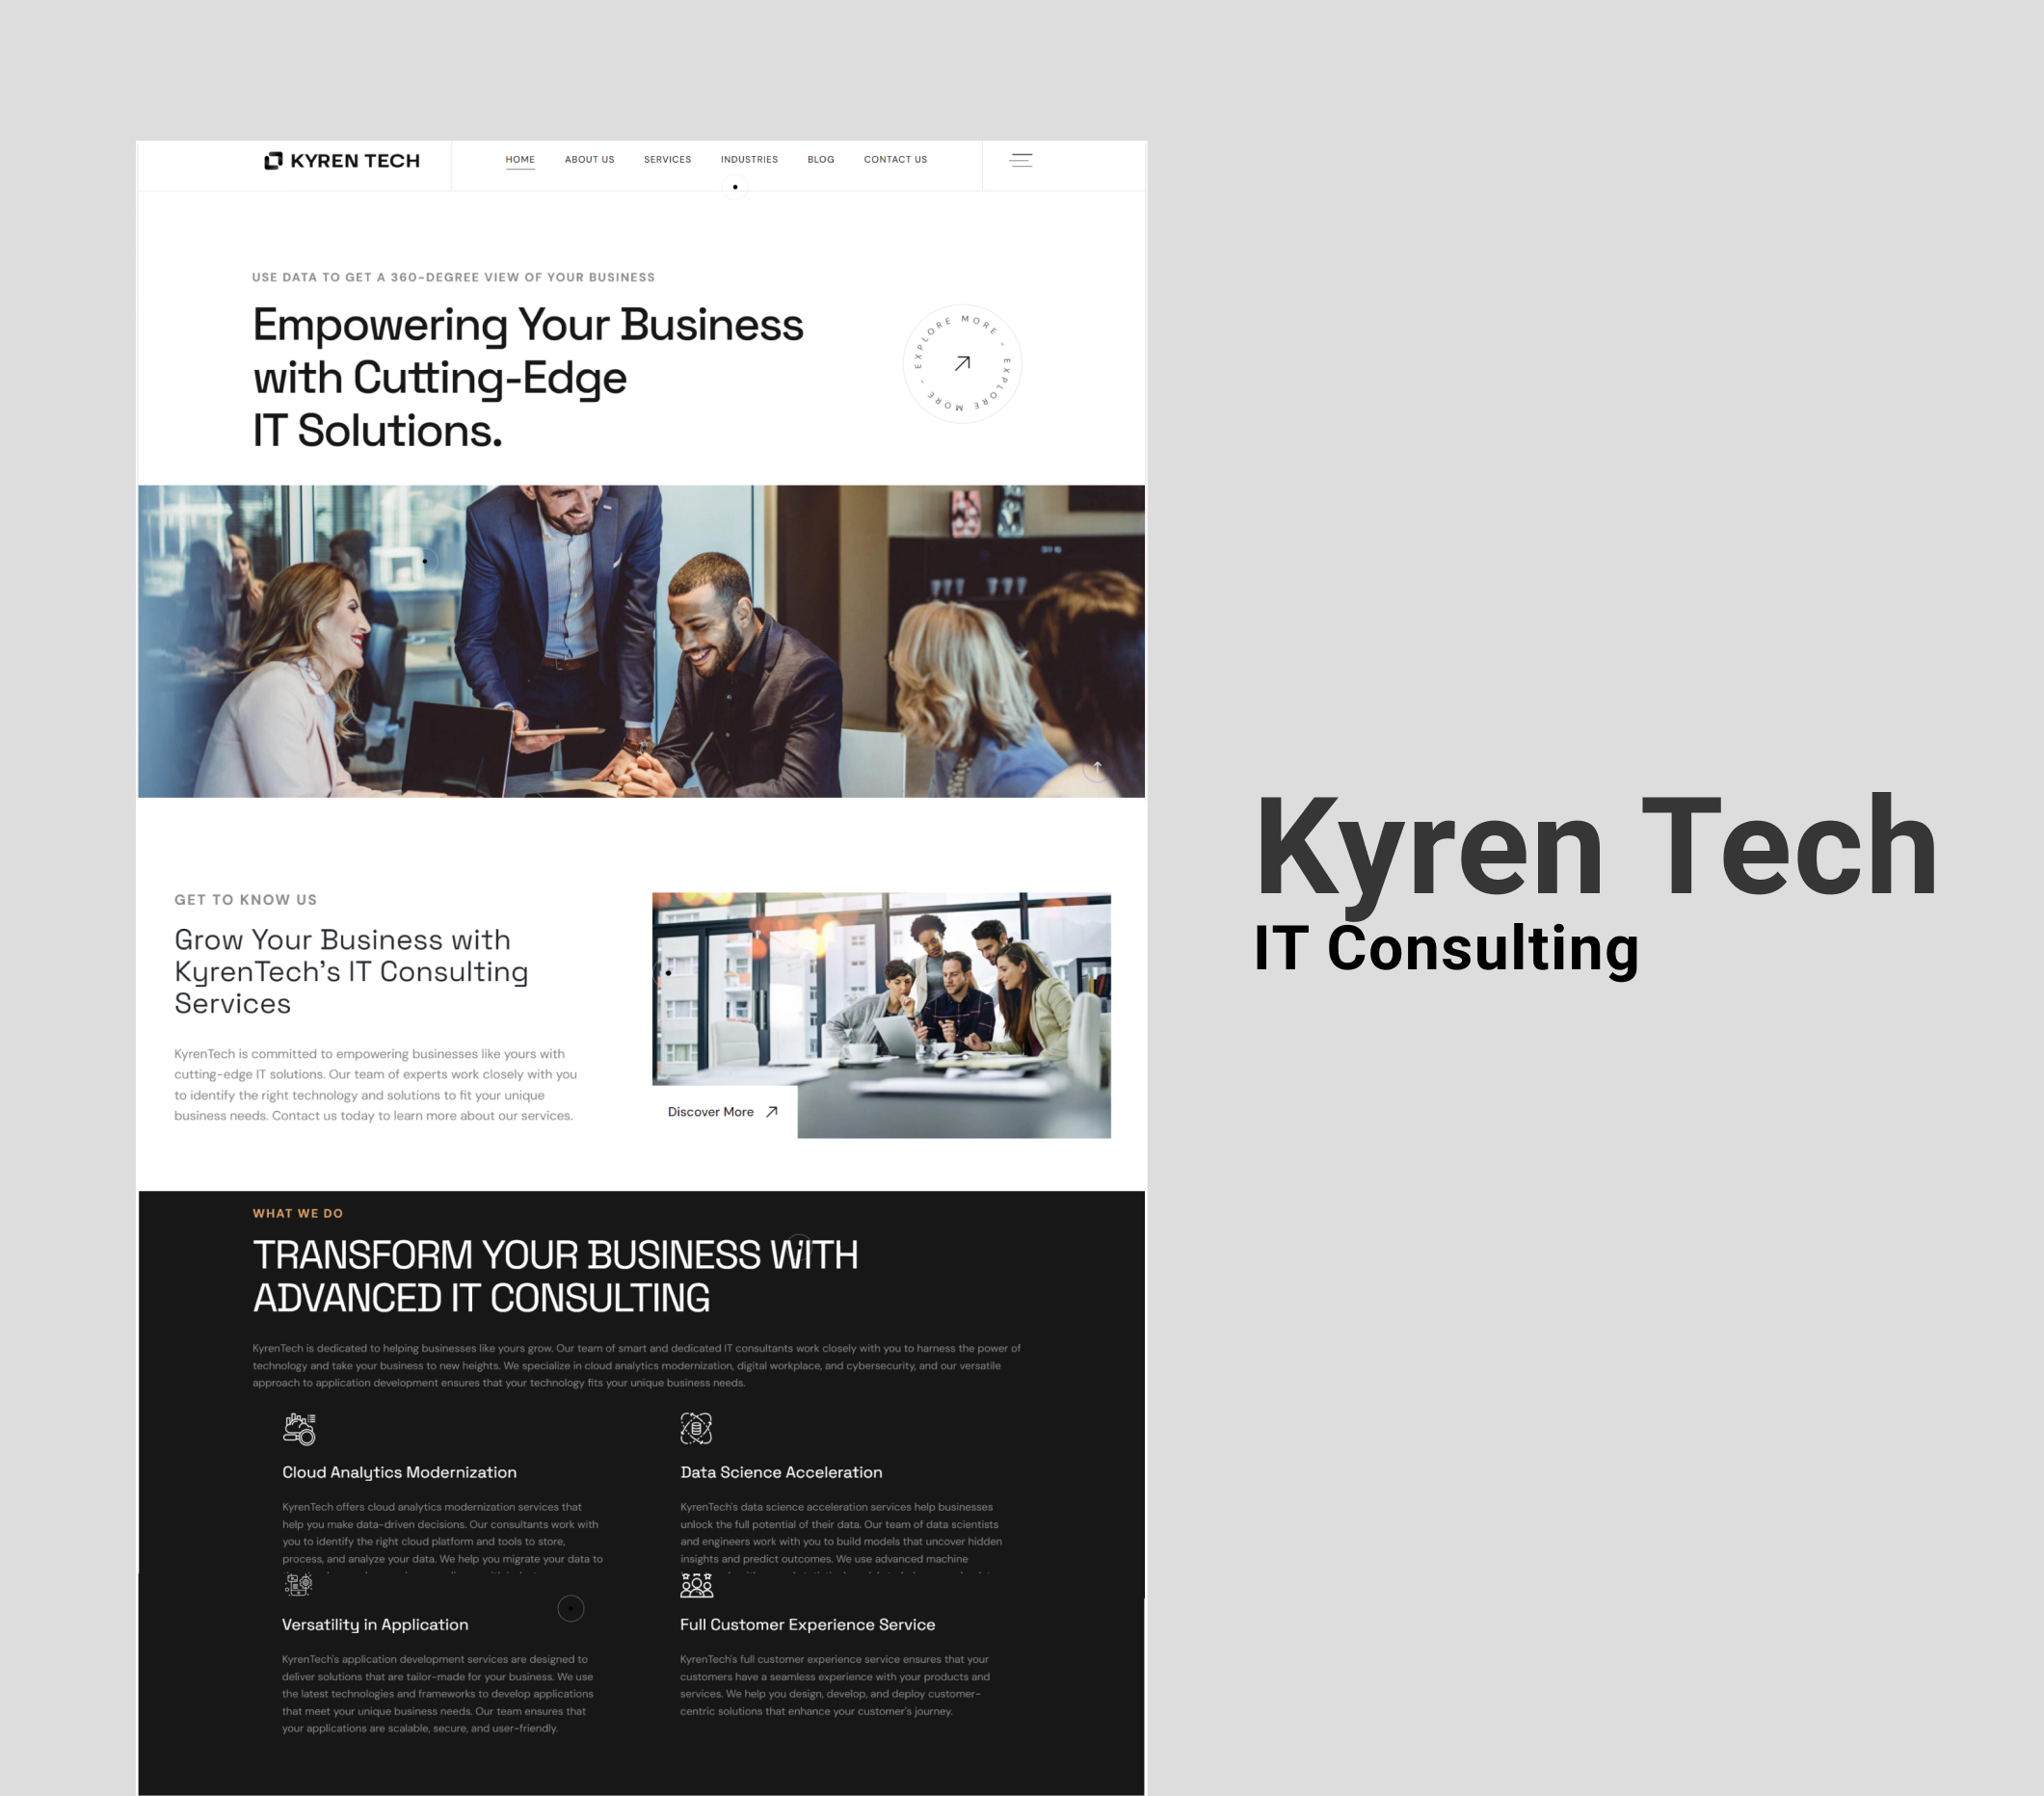 KYREN TECH
HOME ABOUT US SERVICES INDUSTRIES BLOG CONTACT US
USE DATA TO GET A 360-DEGREE VIEW OF YOUR BUSINESS
Empowering Your Business
with Cutting-Edge
IT Solutions.
EXPLORE MORE - EXPLORE MORE -
GET TO KNOW US
Grow Your Business with
KyrenTech's IT Consulting
Services
KyrenTech is committed to empowering businesses like yours with
cutting-edge IT solutions. Our team of experts work closely with you
to identify the right technology and solutions to fit your unique
business needs. Contact us today to learn more about our services.
Discover More
WHAT WE DO
TRANSFORM YOUR BUSINESS WITH
ADVANCED IT CONSULTING
KyrenTech is dedicated to helping businesses like yours grow. Our team of smart and dedicated IT consultants work closely with you to harness the power of
technology and take your business to new heights. We specialize in cloud analytics modernization, digital workplace, and cybersecurity, and our versatile
approach to application development ensures that your technology fits your unique business needs.
Cloud Analytics Modernization
KyrenTech offers cloud analytics modernization services that
help you make data-driven decisions. Our consultants work with
you to identify the right cloud platform and tools to store,
process, and analyze your data. We help you migrate your data to
Data Science Acceleration
KyrenTech's data science acceleration services help businesses
unlock the full potential of their data. Our team of data scientists
and engineers work with you to build models that uncover hidden
insights and predict outcomes. We use advanced machine
Versatility in Application
KyrenTech's application development services are designed to
deliver solutions that are tailor-made for your business. We use
the latest technologies and frameworks to develop applications
that meet your unique business needs. Our team ensures that
your applications are scalable, secure, and user-friendly.
Full Customer Experience Service
KyrenTech's full customer experience service ensures that your
customers have a seamless experience with your products and
services. We help you design, develop, and deploy customer-
centric solutions that enhance your customer's journey.
Kyren Tech
IT Consulting